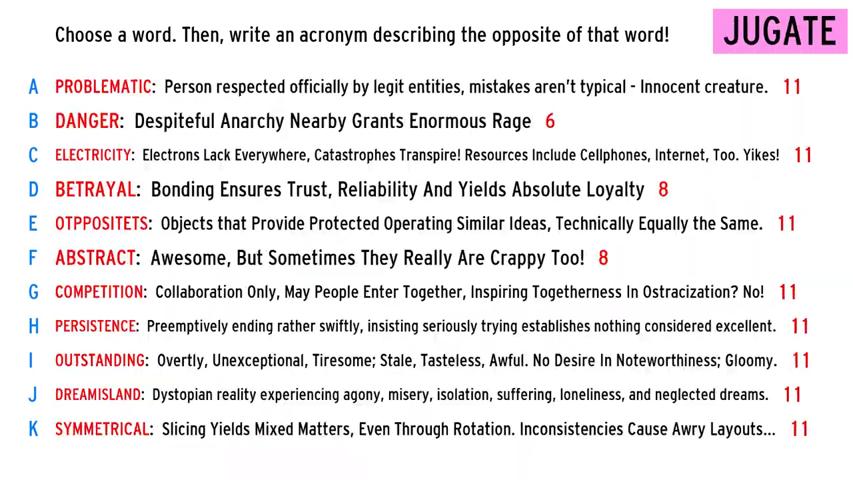 Choose a word. Then, write an acronym describing the opposite of that word!
JUGATE
A PROBLEMATIC: Person respected officially by legit entities, mistakes aren't typical - Innocent creature. 11
B DANGER: Despiteful Anarchy Nearby Grants Enormous Rage 6
C ELECTRICITY: Electrons Lack Everywhere, Catastrophes Transpire! Resources Include Cellphones, Internet, Too. Yikes! 11
D BETRAYAL: Bonding Ensures Trust, Reliability And Yields Absolute Loyalty 8
E OTPPOSITETS: Objects that Provide Protected Operating Similar Ideas, Technically Equally the Same. 11
F ABSTRACT: Awesome, But Sometimes They Really Are Crappy Too! 8
G COMPETITION: Collaboration Only, May People Enter Together, Inspiring Togetherness In Ostracization? No! 11
H PERSISTENCE: Preemptively ending rather swiftly, insisting seriously trying establishes nothing considered excellent. 11
I OUTSTANDING: Overtly, Unexceptional, Tiresome; Stale, Tasteless, Awful. No Desire In Noteworthiness; Gloomy. 11
J DREAMISLAND: Dystopian reality experiencing agony, misery, isolation, suffering, loneliness, and neglected dreams. 11
K SYMMETRICAL: Slicing Yields Mixed Matters, Even Through Rotation. Inconsistencies Cause Awry Layouts... 11